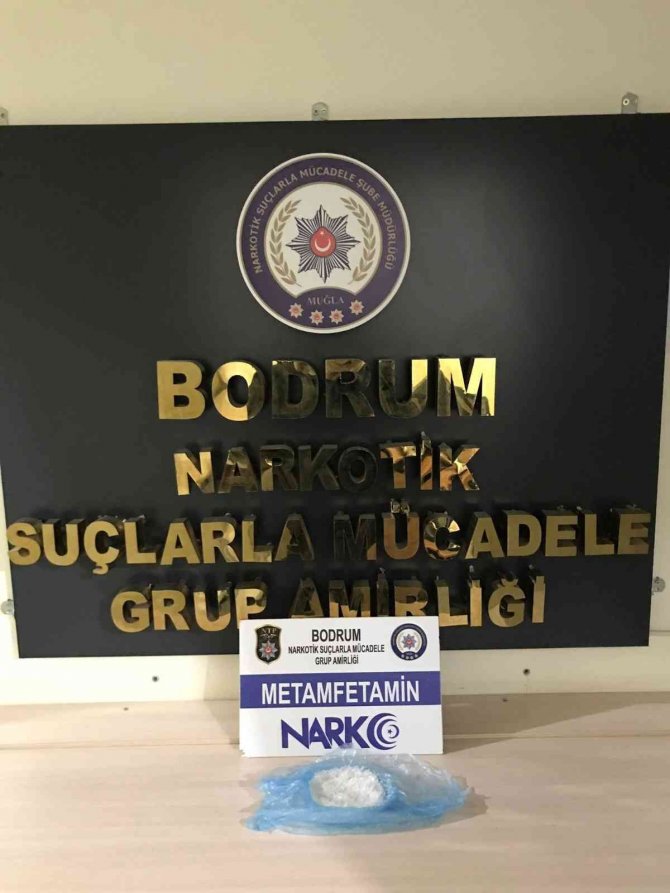 NARKOTİK SUÇLARLA MÜCADELE ŞUBE MÜDÜRLÜĞÜ
MUĞLA
BODRUM
NARKOTİK
SUÇLARLA MÜCADELE
GRUP AMİRLİĞİ
BODRUM
NARKOTİK SUÇLARLA MÜCADELE
GRUP AMİRLİĞİ
METAMFETAMİN
NARKO